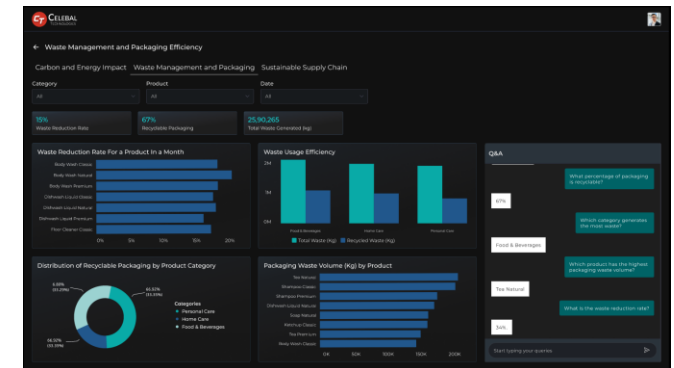 CELEBAL
TECHNOLOGIES
← Waste Management and Packaging Efficiency
Carbon and Energy Impact Waste Management and Packaging Sustainable Supply Chain
Category Product Date
All All All
15% 67% 25,90,265
Waste Reduction Rate Recyclable Packaging Total Waste Generated (kg)
Waste Reduction Rate For a Product In a Month
Body Wash Classic
Body Wash Natural
Body Wash Premium
Dishwash Liquid Classic
Dishwash Liquid Natural
Dishwash Liquid Premium
Floor Cleaner Classic
0% 5% 10% 15% 20%
Waste Usage Efficiency
2M
1M
0M
Food & Beverages Home Care Personal Care
Total Waste (Kg) Recycled Waste (Kg)
Distribution of Recyclable Packaging by Product Category
(33.29%)
Categories
Personal Care
Home Care
Food & Beverages
Packaging Waste Volume (Kg) by Product
Tea Natural
Shampoo Classic
Shampoo Premium
Dishwash Liquid Natural
Soap Natural
Ketchup Classic
Tea Premium
Body Wash Classic
0K 50K 100K 150K 200K
Q&A
What percentage of packaging
is recyclable?
67%
Which category generates
the most waste?
Food & Beverages
Which product has the highest
packaging waste volume?
Tea Natural
What is the waste reduction rate?
Start typing your queries